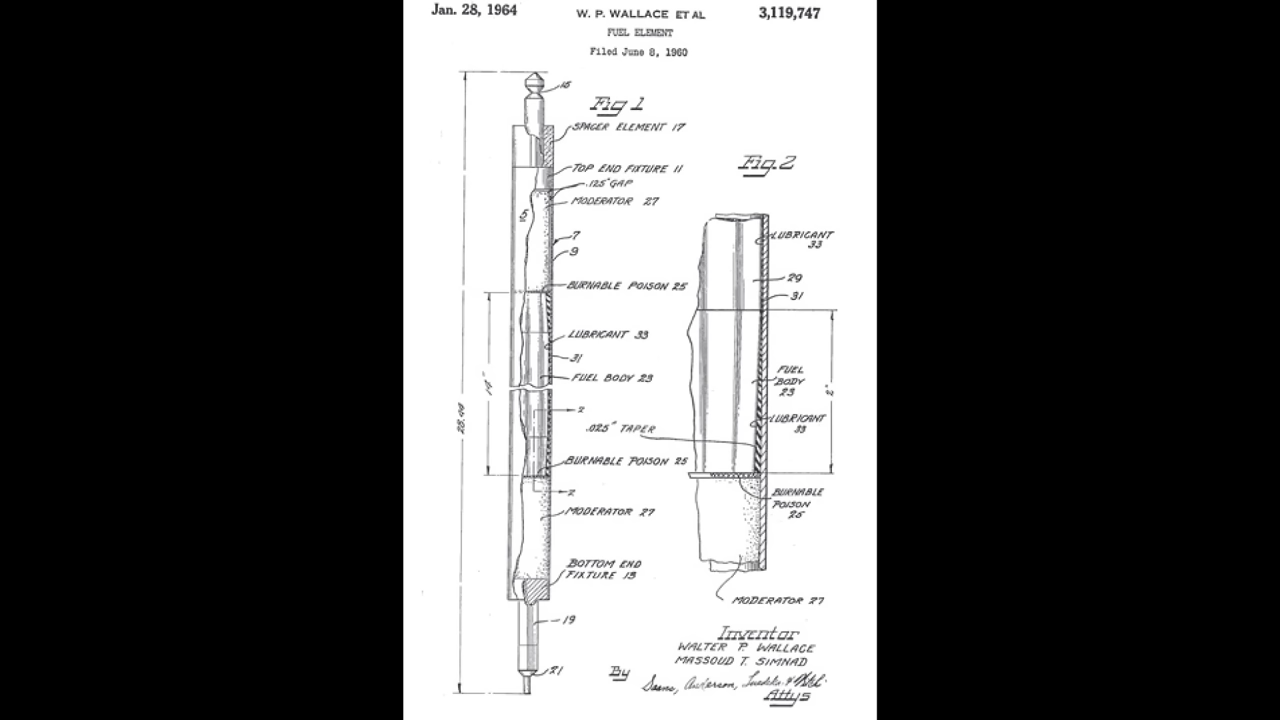 Jan. 28, 1964
W. P. WALLACE ET AL
3,119,747
FUEL ELEMENT
Filed June 8, 1960
15
Fig 1
SPACER ELEMENT 17
TOP END FIXTURE 11
.125" GAP
MODERATOR 27
5
7
9
BURNABLE POISON 25
LUBRICANT 33
31
FUEL BODY 23
14"
28.44
2
.025" TAPER
BURNABLE POISON 25
2
MODERATOR 27
BOTTOM END
FIXTURE 13
19
21
Fig. 2
LUBRICANT
33
29
31
FUEL
BODY
23
2"
LUBRICANT
33
BURNABLE
POISON
25
MODERATOR 27
Inventor
WALTER P. WALLACE
MASSOUD T. SIMNAD
By
Anderson,
Attys